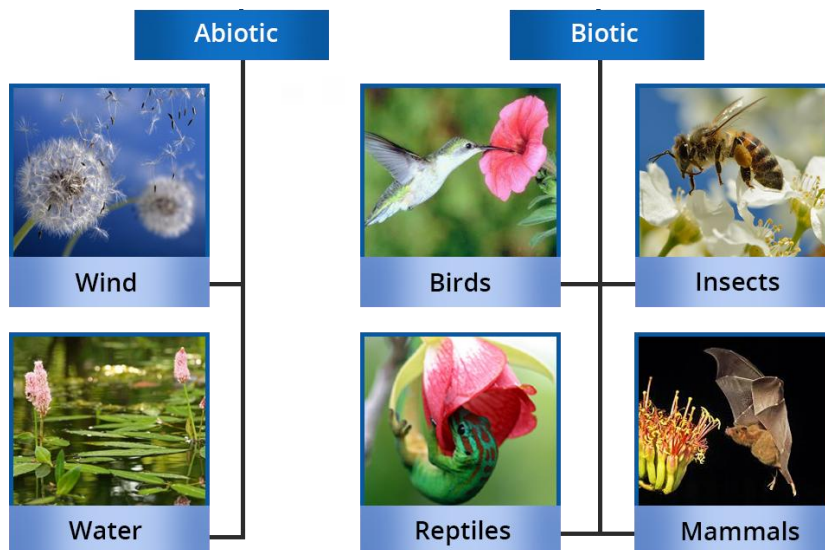 Abiotic
Biotic
Wind
Birds
Insects
Water
Reptiles
Mammals